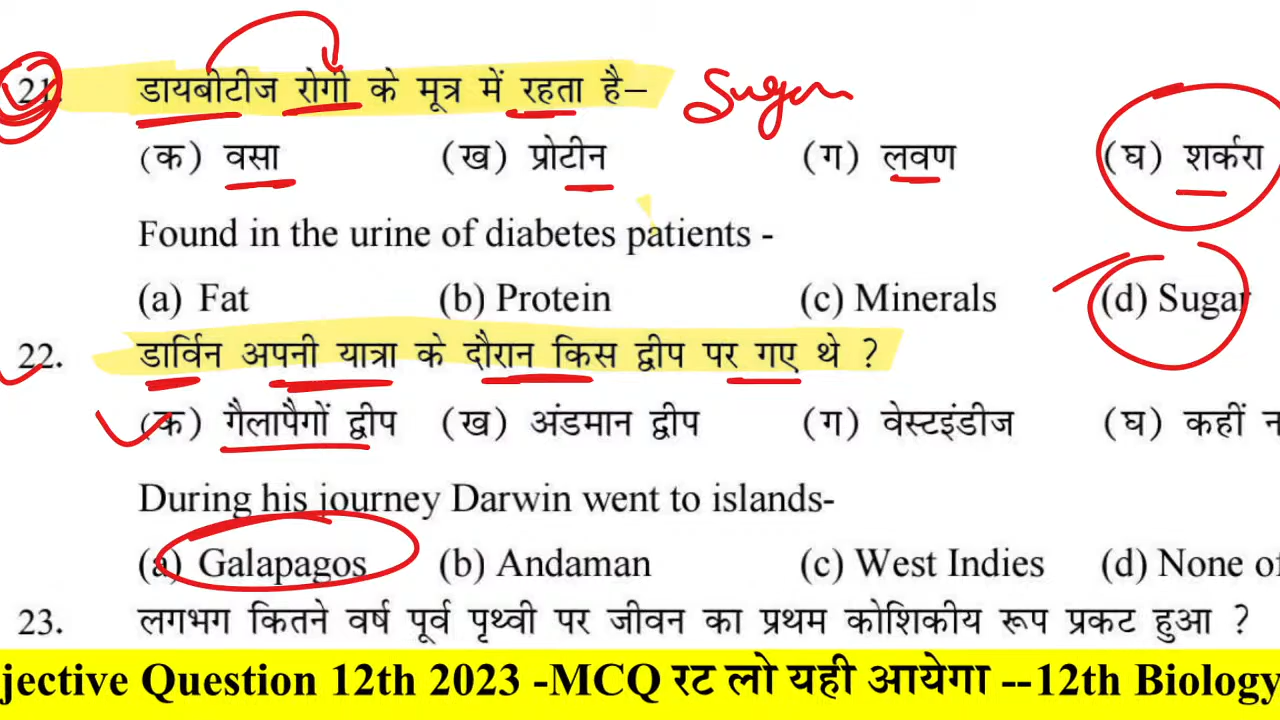 21. डायबीटीज रोगी के मूत्र में रहता है– Sugar
(क) वसा (ख) प्रोटीन (ग) लवण (घ) शर्करा
Found in the urine of diabetes patients -
(a) Fat (b) Protein (c) Minerals (d) Sugar
22. डार्विन अपनी यात्रा के दौरान किस द्वीप पर गए थे ?
(क) गैलापैगों द्वीप (ख) अंडमान द्वीप (ग) वेस्टइंडीज (घ) कहीं न
During his journey Darwin went to islands-
(a) Galapagos (b) Andaman (c) West Indies (d) None of
23. लगभग कितने वर्ष पूर्व पृथ्वी पर जीवन का प्रथम कोशिकीय रूप प्रकट हुआ ?
jective Question 12th 2023 -MCQ रट लो यही आयेगा --12th Biology